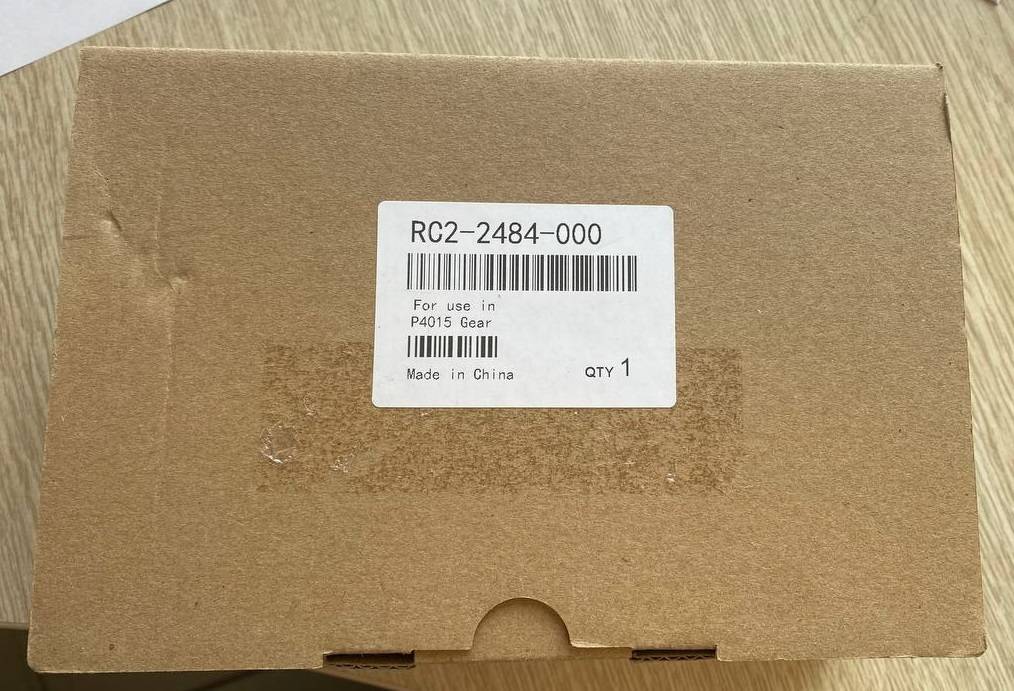 RC2-2484-000
For use in
P4015 Gear
Made in China
QTY 1